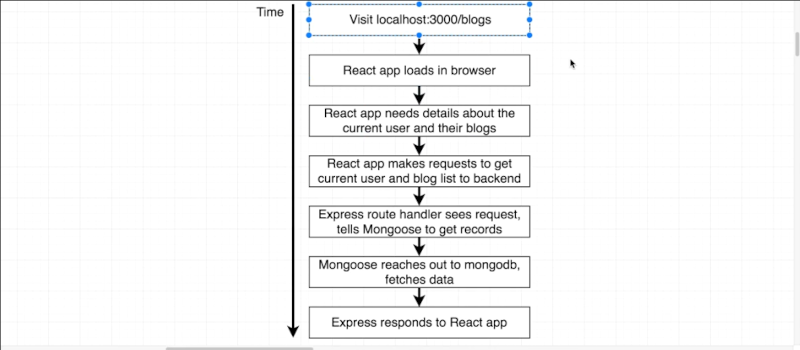 Time
Visit localhost:3000/blogs
React app loads in browser
React app needs details about the
current user and their blogs
React app makes requests to get
current user and blog list to backend
Express route handler sees request,
tells Mongoose to get records
Mongoose reaches out to mongodb,
fetches data
Express responds to React app